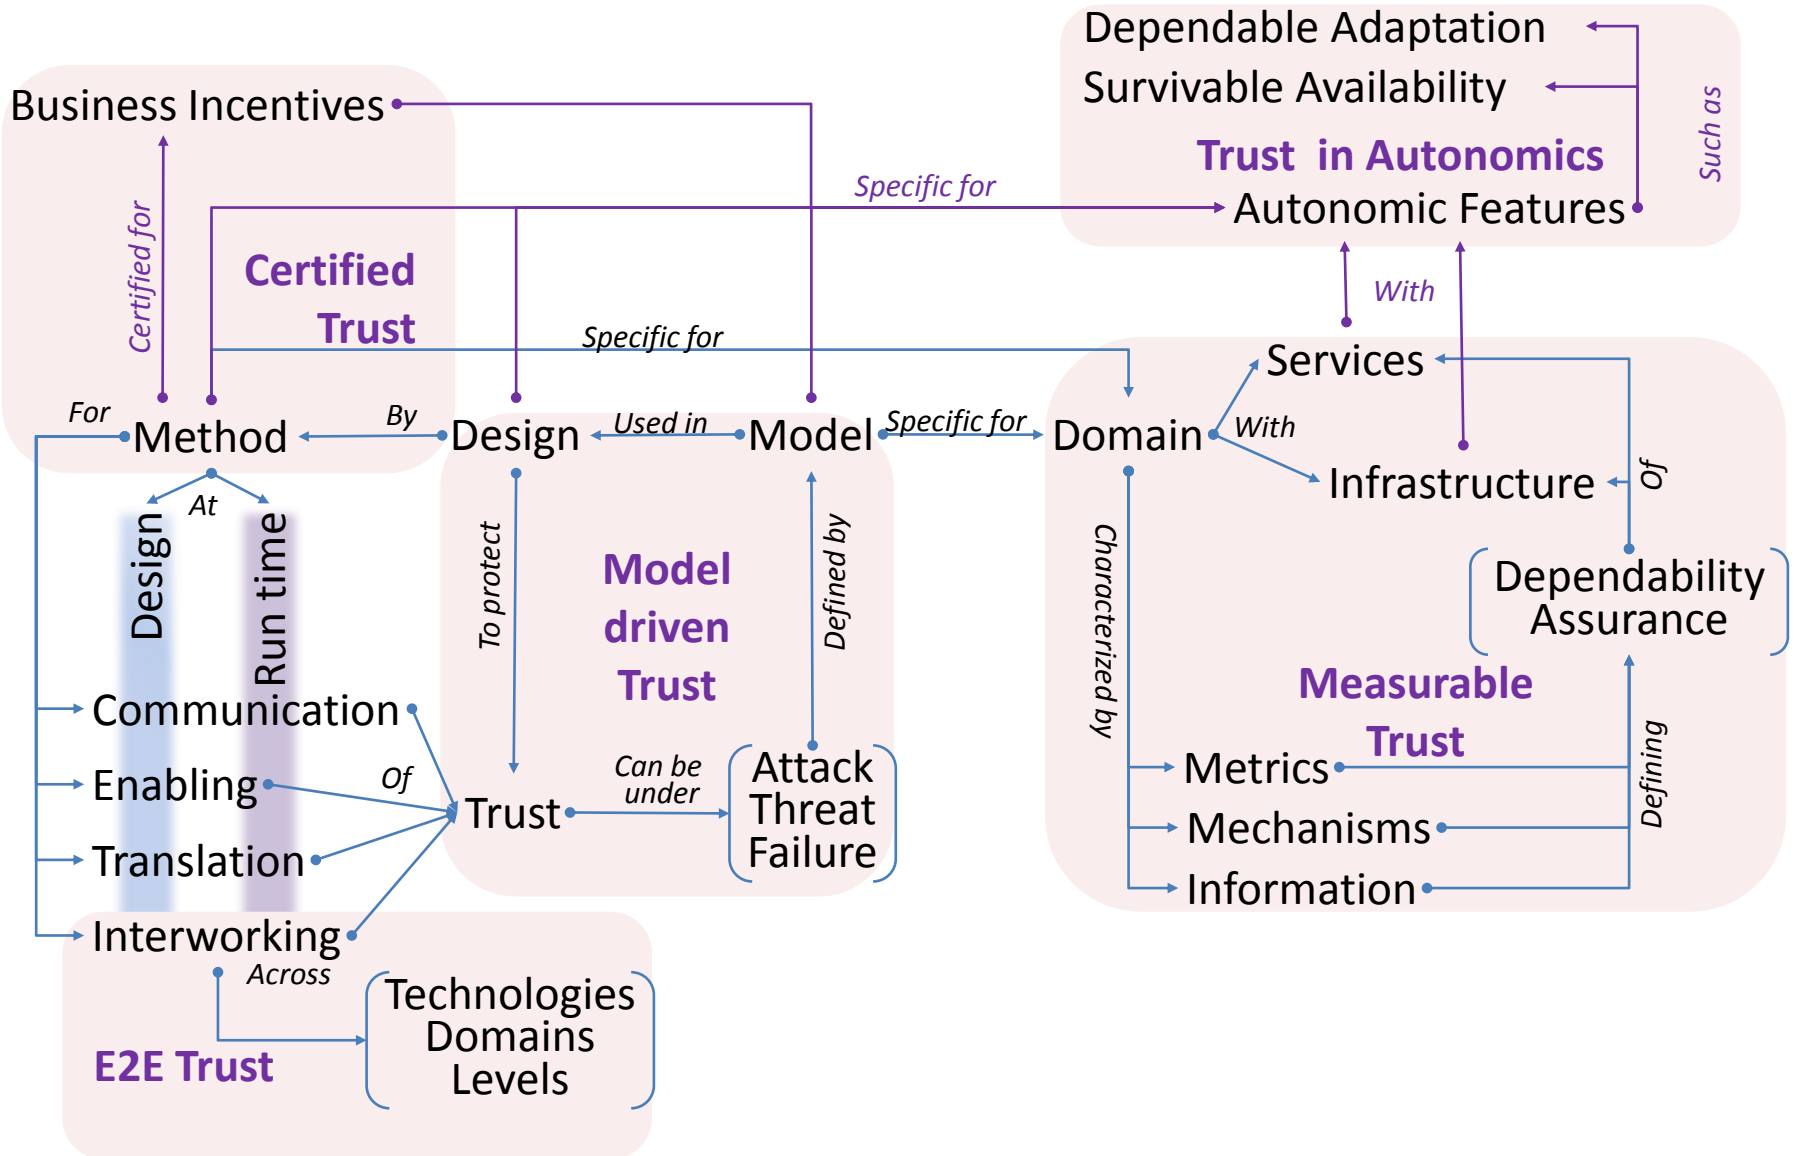 Dependable Adaptation
Survivable Availability
Such as
Trust in Autonomics
Autonomic Features
Business Incentives
Specific for
Certified for
Certified
Trust
With
Specific for
Services
For
Method
By
Design
Used in
Model
Specific for
Domain
With
Infrastructure
Of
At
Design
Run time
To protect
Model
driven
Trust
Defined by
Characterized by
Dependability
Assurance
Measurable
Trust
Defining
Communication
Enabling
Of
Translation
Interworking
Trust
Can be
under
Attack
Threat
Failure
Metrics
Mechanisms
Information
Across
Technologies
Domains
Levels
E2E Trust